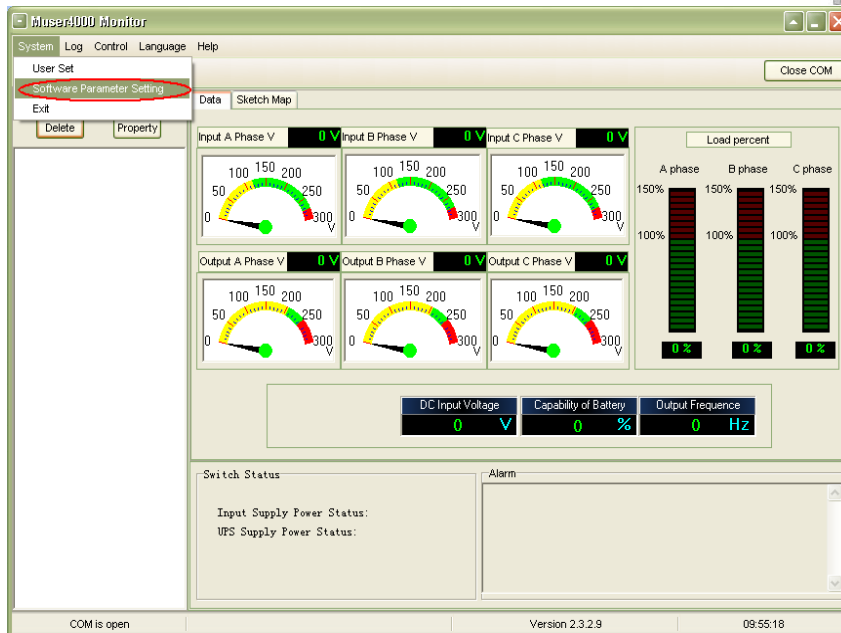 Muser4000 Monitor
System Log Control Language Help
User Set
Software Parameter Setting
Exit
Close COM
Delete Property
Data Sketch Map
Input A Phase V 0 V Input B Phase V 0 V Input C Phase V 0 V
0 50 100 150 200 250 300 V
0 50 100 150 200 250 300 V
0 50 100 150 200 250 300 V
Output A Phase V 0 V Output B Phase V 0 V Output C Phase V 0 V
0 50 100 150 200 250 300 V
0 50 100 150 200 250 300 V
0 50 100 150 200 250 300 V
Load percent
A phase B phase C phase
150% 150% 150%
100% 100% 100%
0 % 0 % 0 %
DC Input Voltage Capability of Battery Output Frequence
0 V 0 % 0 Hz
Switch Status
Input Supply Power Status:
UPS Supply Power Status:
Alarm
COM is open Version 2.3.2.9 09:55:18